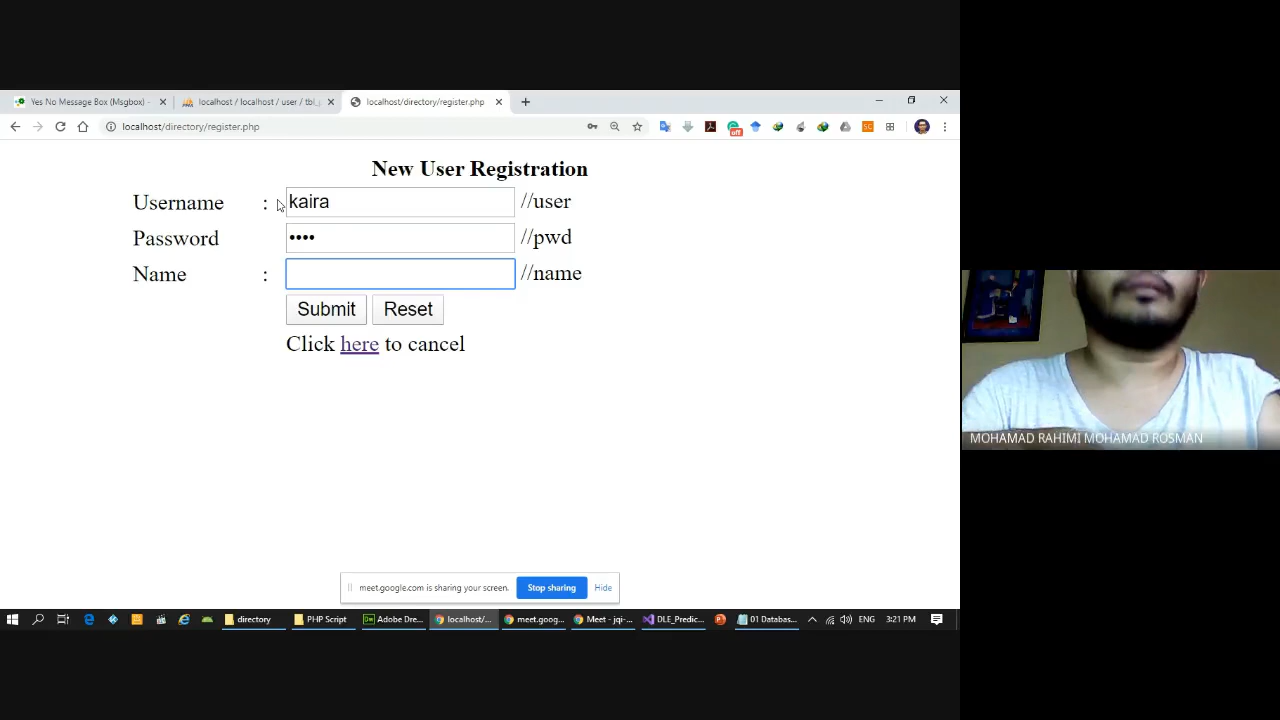 Yes No Message Box (Msgbox) -
localhost / localhost / user / tbl_
localhost/directory/register.php
localhost/directory/register.php
off
SC
New User Registration
Username : kaira //user
Password •••• //pwd
Name : //name
Submit Reset
Click here to cancel
MOHAMAD RAHIMI MOHAMAD ROSMAN
meet.google.com is sharing your screen. Stop sharing Hide
directory PHP Script Dw Adobe Dre... localhost/... meet.goog... Meet - jqi-... DLE_Predic... 01 Databas... ENG 3:21 PM